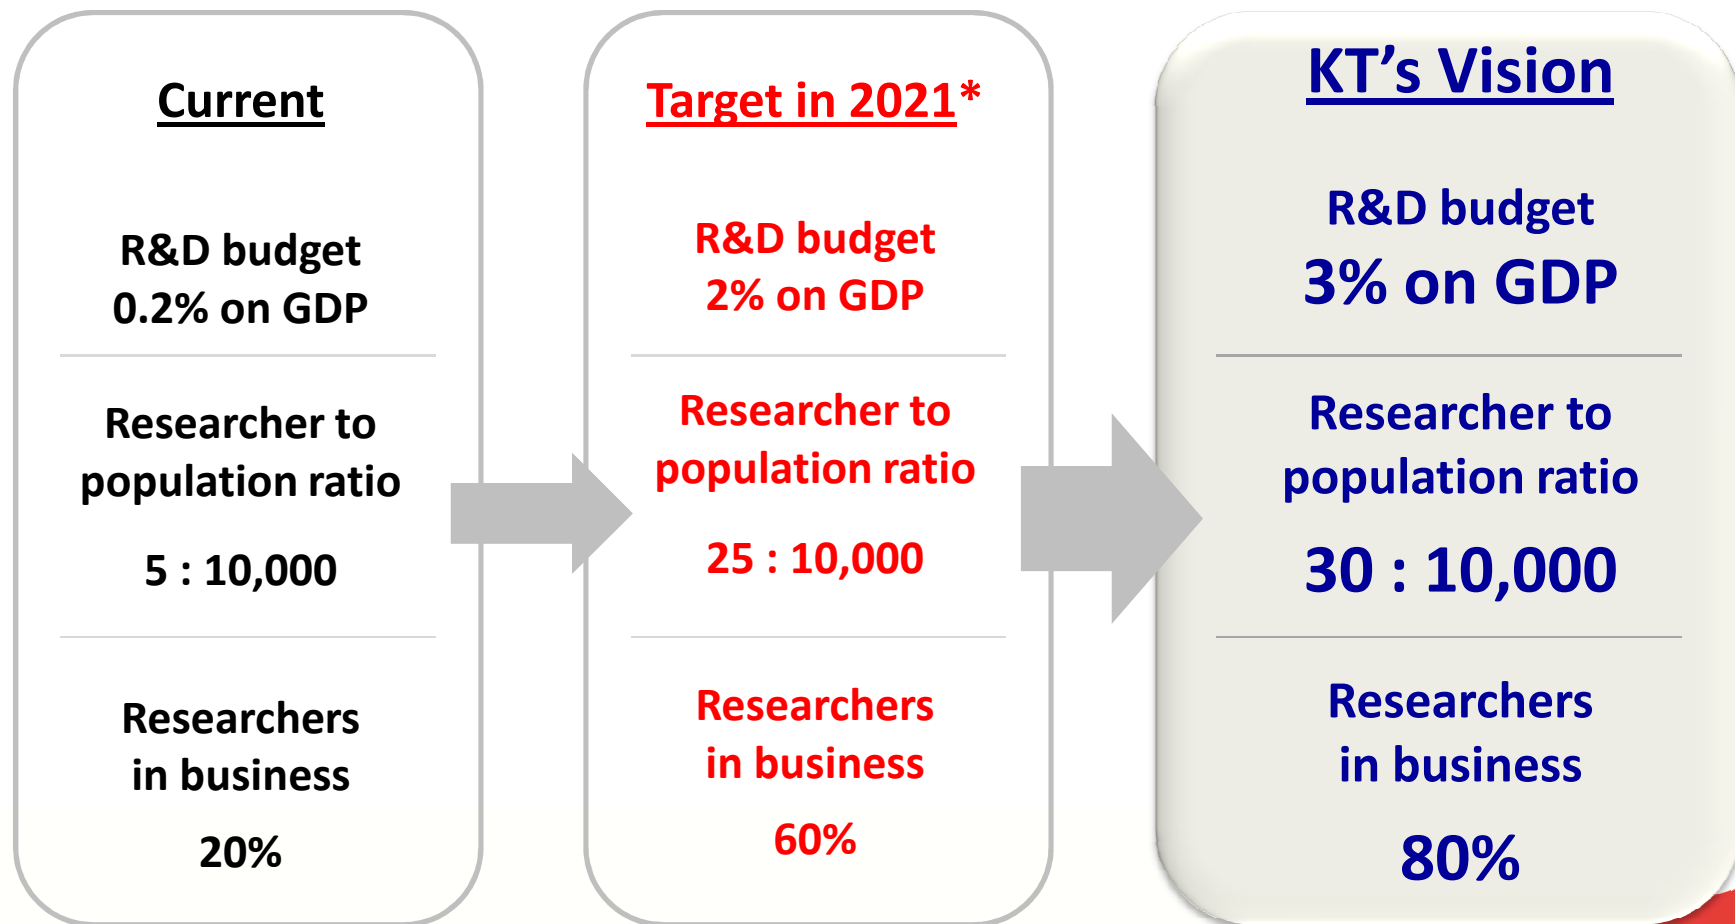 Current
R&D budget
0.2% on GDP
Researcher to
population ratio
5 : 10,000
Researchers
in business
20%
Target in 2021*
R&D budget
2% on GDP
Researcher to
population ratio
25 : 10,000
Researchers
in business
60%
KT’s Vision
R&D budget
3% on GDP
Researcher to
population ratio
30 : 10,000
Researchers
in business
80%